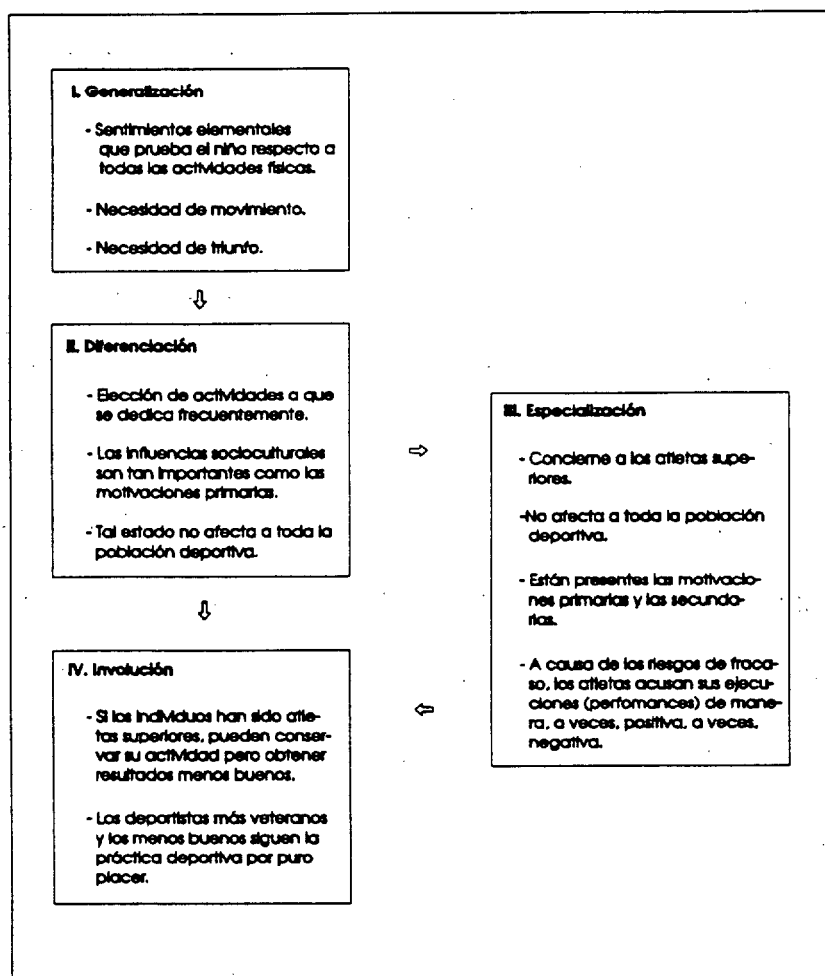 I. Generalización
- Sentimientos elementales
que prueba el niño respecto a
todas las actividades físicas.
- Necesidad de movimiento.
- Necesidad de triunfo.
II. Diferenciación
- Elección de actividades a que
se dedica frecuentemente.
- Las influencias socioculturales
son tan importantes como las
motivaciones primarias.
- Tal estado no afecta a toda la
población deportiva.
III. Especialización
- Concierne a los atletas supe-
riores.
-No afecta a toda la población
deportiva.
- Están presentes las motivacio-
nes primarias y las secunda-
rias.
- A causa de los riesgos de fraca-
so, los atletas acusan sus ejecu-
ciones (perfomances) de mane-
ra, a veces, positiva, a veces,
negativa.
IV. Involución
- Si los individuos han sido atle-
tas superiores, pueden conser-
var su actividad pero obtener
resultados menos buenos.
- Los deportistas más veteranos
y los menos buenos siguen la
práctica deportiva por puro
placer.